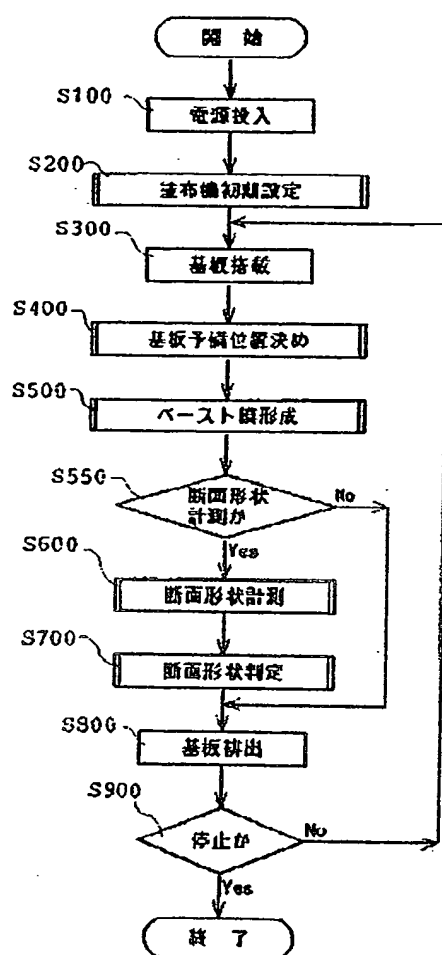 開 始
S100
電源投入
S200
塗布機初期設定
S300
基板搭載
S400
基板予備位置決め
S500
ペースト膜形成
S550
断面形状
計測か
No
Yes
S600
断面形状計測
S700
断面形状判定
S800
基板排出
S900
停止か
No
Yes
終 了